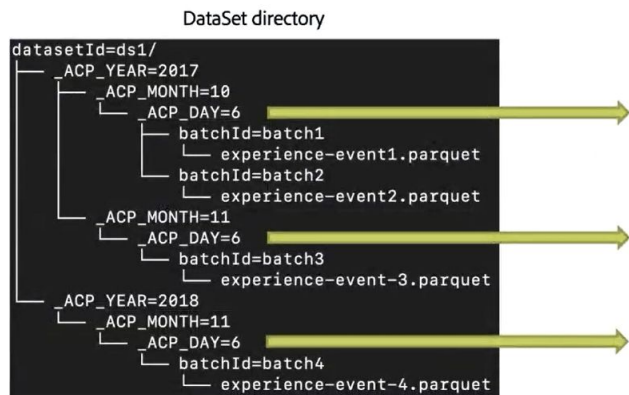 DataSet directory
datasetId=ds1/
├── _ACP_YEAR=2017
│   ├── _ACP_MONTH=10
│   │   └── _ACP_DAY=6
│   │       ├── batchId=batch1
│   │       │   └── experience-event1.parquet
│   │       └── batchId=batch2
│   │           └── experience-event2.parquet
│   └── _ACP_MONTH=11
│       └── _ACP_DAY=6
│           └── batchId=batch3
│               └── experience-event-3.parquet
└── _ACP_YEAR=2018
    └── _ACP_MONTH=11
        └── _ACP_DAY=6
            └── batchId=batch4
                └── experience-event-4.parquet